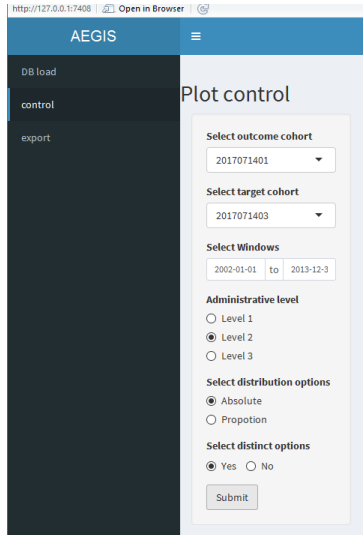 http://127.0.0.1:7408 Open in Browser
AEGIS
DB load
control
export
Plot control
Select outcome cohort
2017071401
Select target cohort
2017071403
Select Windows
2002-01-01 to 2013-12-3
Administrative level
Level 1
Level 2
Level 3
Select distribution options
Absolute
Propotion
Select distinct options
Yes No
Submit